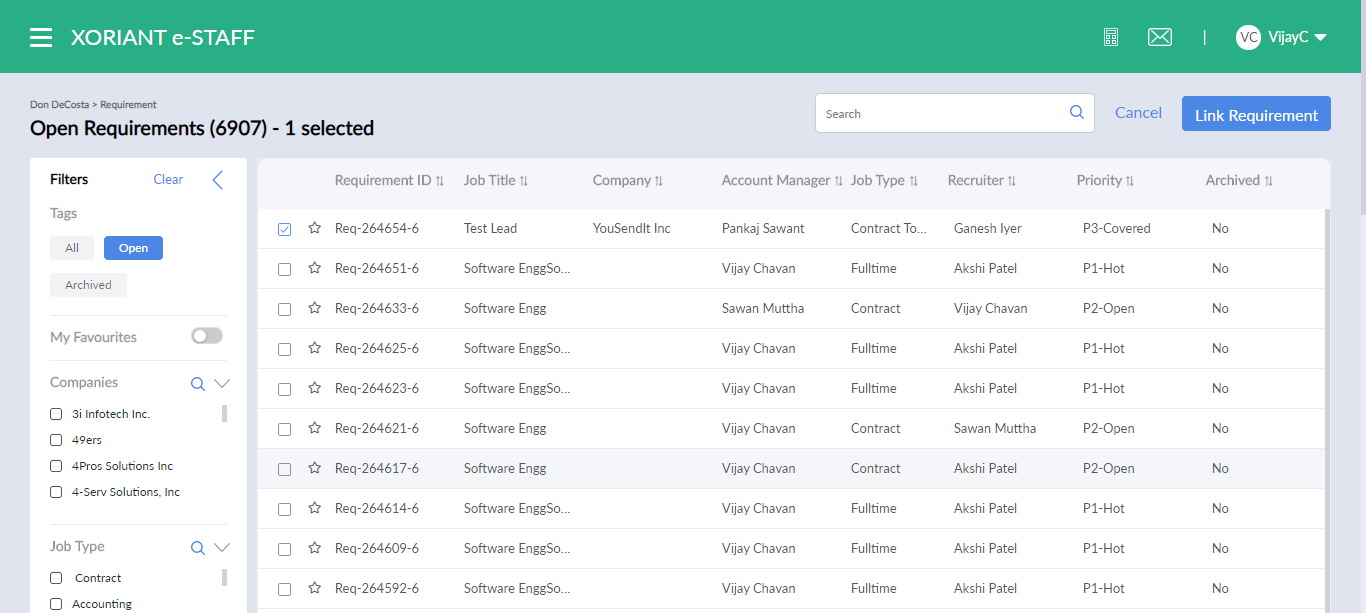 XORIANT e-STAFF
| VC VijayC
Don DeCosta > Requirement
Open Requirements (6907) - 1 selected
Search
Cancel
Link Requirement
Filters Clear
Tags
All Open
Archived
My Favourites
Companies
3i Infotech Inc.
49ers
4Pros Solutions Inc
4-Serv Solutions, Inc
Job Type
Contract
Accounting
Requirement ID Job Title Company Account Manager Job Type Recruiter Priority Archived
Req-264654-6 Test Lead YouSendIt Inc Pankaj Sawant Contract To... Ganesh Iyer P3-Covered No
Req-264651-6 Software EnggSo... Vijay Chavan Fulltime Akshi Patel P1-Hot No
Req-264633-6 Software Engg Sawan Muttha Contract Vijay Chavan P2-Open No
Req-264625-6 Software EnggSo... Vijay Chavan Fulltime Akshi Patel P1-Hot No
Req-264623-6 Software EnggSo... Vijay Chavan Fulltime Akshi Patel P1-Hot No
Req-264621-6 Software Engg Vijay Chavan Contract Sawan Muttha P2-Open No
Req-264617-6 Software Engg Vijay Chavan Contract Akshi Patel P2-Open No
Req-264614-6 Software EnggSo... Vijay Chavan Fulltime Akshi Patel P1-Hot No
Req-264609-6 Software EnggSo... Vijay Chavan Fulltime Akshi Patel P1-Hot No
Req-264592-6 Software EnggSo... Vijay Chavan Fulltime Akshi Patel P1-Hot No